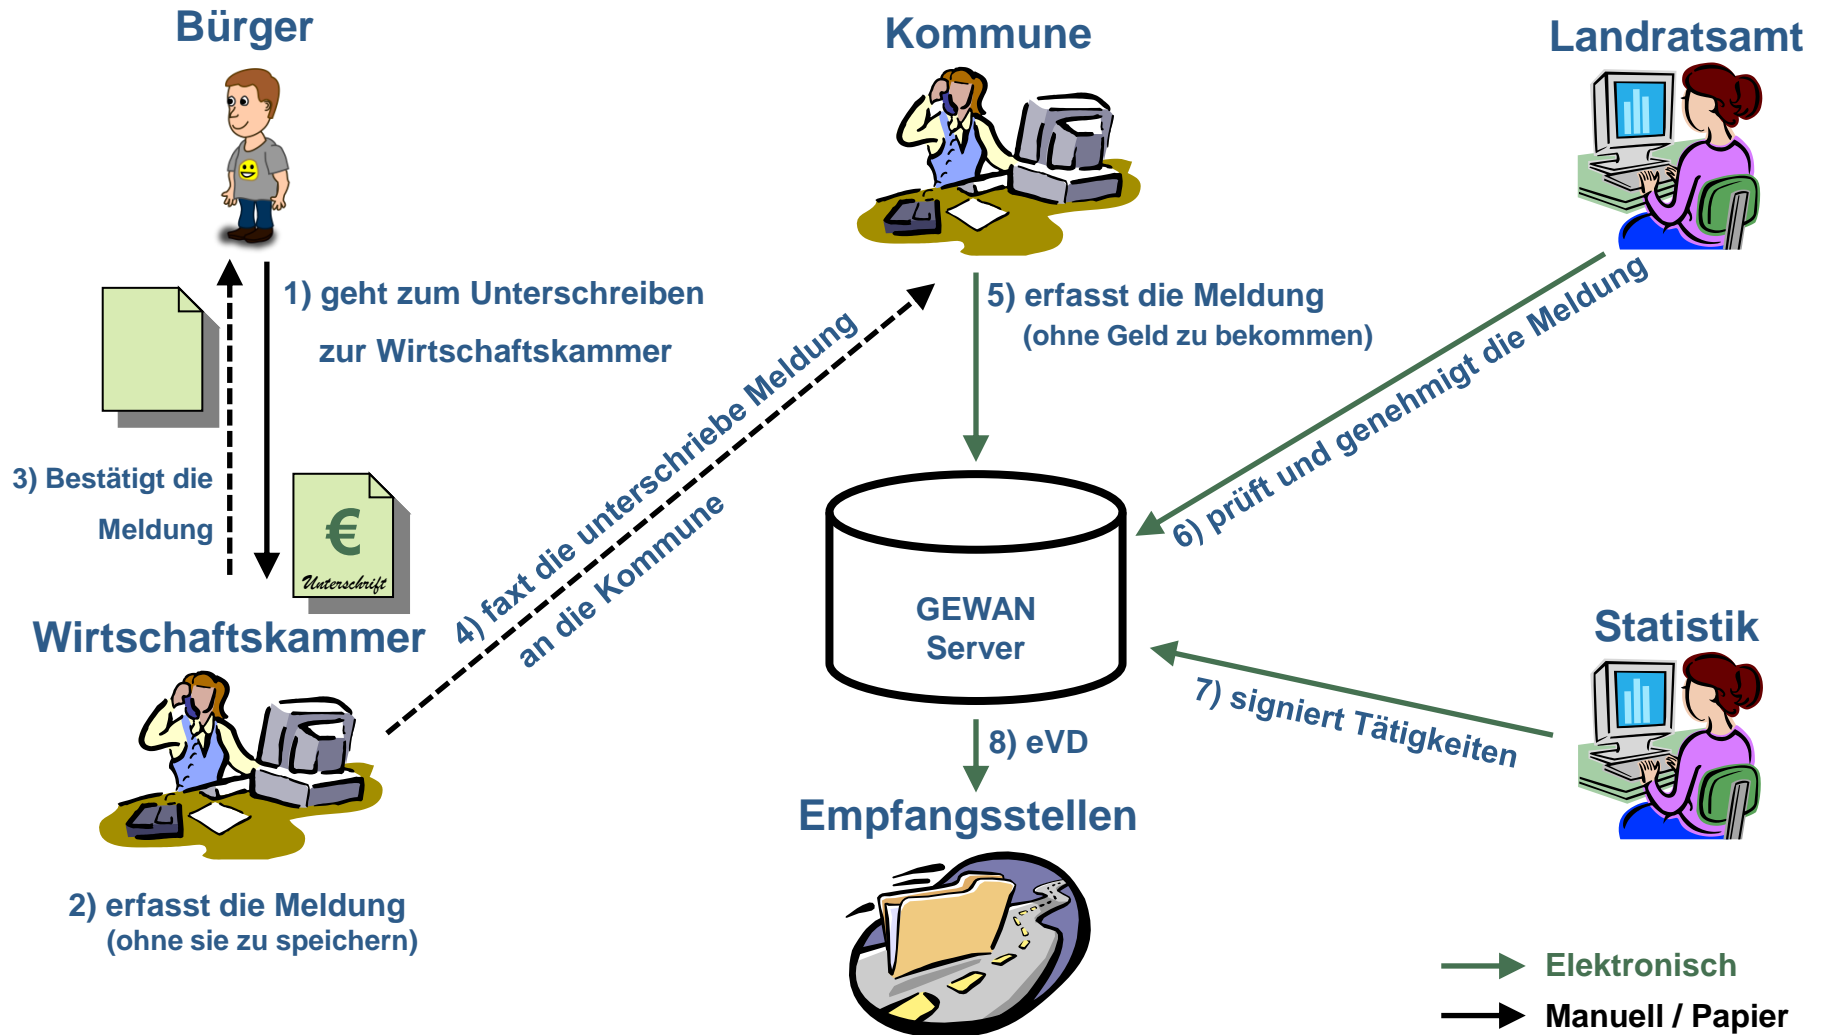 Bürger
Kommune
Landratsamt
1) geht zum Unterschreiben
zur Wirtschaftskammer
5) erfasst die Meldung
(ohne Geld zu bekommen)
6) prüft und genehmigt die Meldung
3) Bestätigt die
Meldung
€
Unterschrift
4) faxt die unterschriebe Meldung
an die Kommune
GEWAN
Server
Wirtschaftskammer
Statistik
7) signiert Tätigkeiten
8) eVD
Empfangsstellen
2) erfasst die Meldung
(ohne sie zu speichern)
Elektronisch
Manuell / Papier